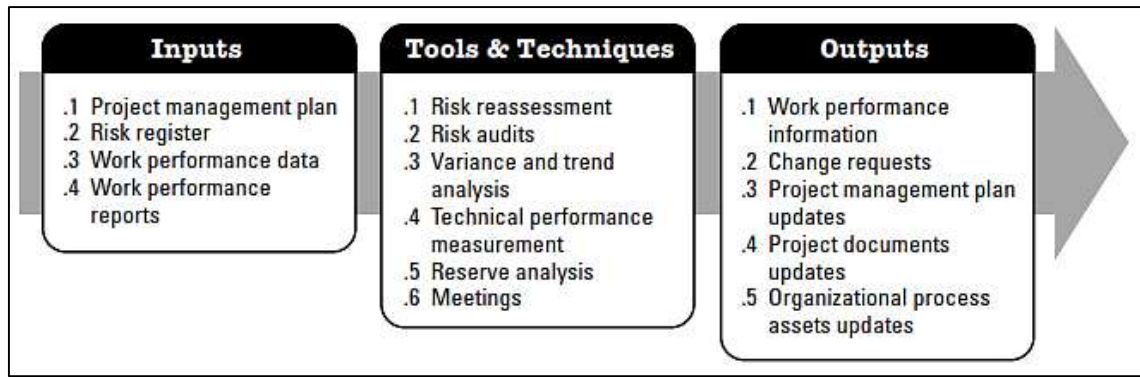 Inputs
.1 Project management plan
.2 Risk register
.3 Work performance data
.4 Work performance
reports
Tools & Techniques
.1 Risk reassessment
.2 Risk audits
.3 Variance and trend
analysis
.4 Technical performance
measurement
.5 Reserve analysis
.6 Meetings
Outputs
.1 Work performance
information
.2 Change requests
.3 Project management plan
updates
.4 Project documents
updates
.5 Organizational process
assets updates